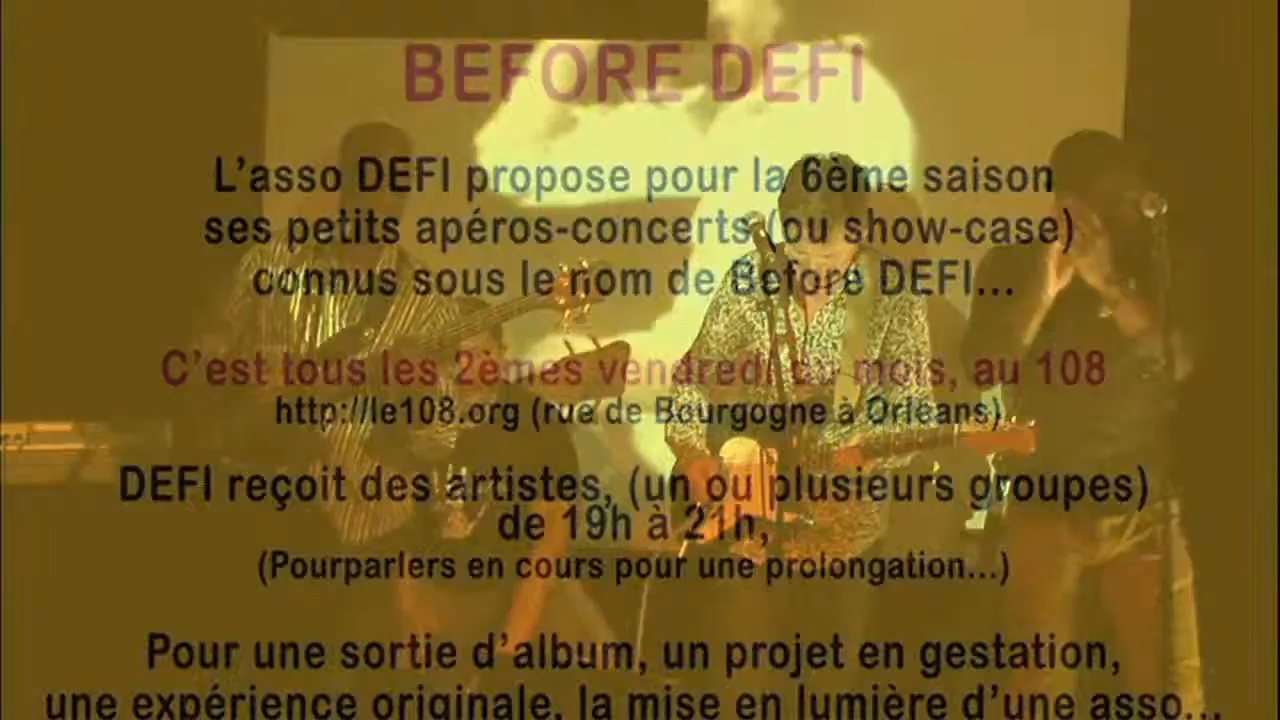 BEFORE DEFI
L’asso DEFI propose pour la 6ème saison
ses petits apéros-concerts (ou show-case)
connus sous le nom de Before DEFI...
C’est tous les 2èmes vendredi du mois, au 108
http://le108.org (rue de Bourgogne à Orléans)
DEFI reçoit des artistes, (un ou plusieurs groupes)
de 19h à 21h,
(Pourparlers en cours pour une prolongation...)
Pour une sortie d’album, un projet en gestation,
une expérience originale, la mise en lumière d’une asso...